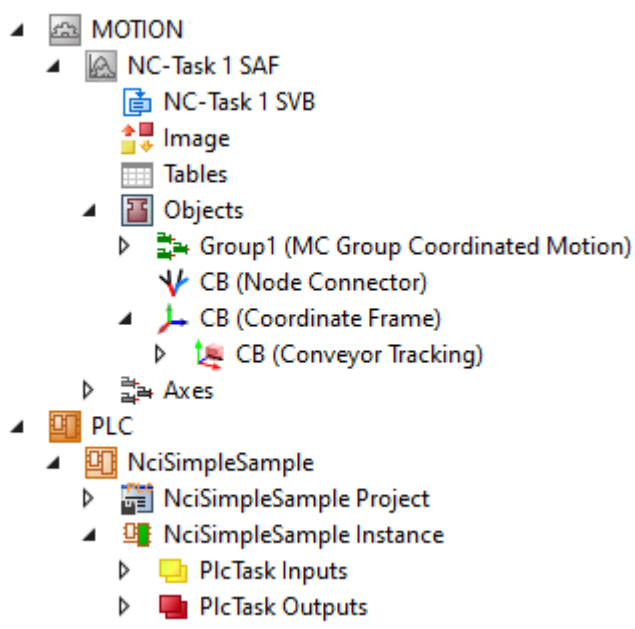 MOTION
NC-Task 1 SAF
NC-Task 1 SVB
Image
Tables
Objects
Group1 (MC Group Coordinated Motion)
CB (Node Connector)
CB (Coordinate Frame)
CB (Conveyor Tracking)
Axes
PLC
NciSimpleSample
NciSimpleSample Project
NciSimpleSample Instance
PlcTask Inputs
PlcTask Outputs